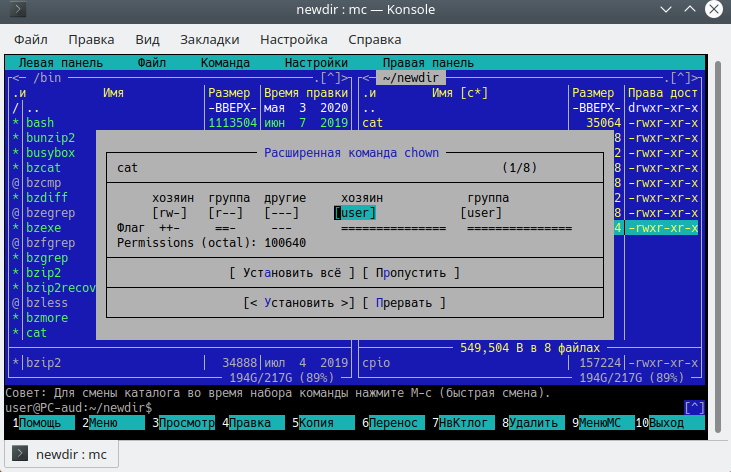 newdir : mc — Konsole
Файл Правка Вид Закладки Настройка Справка
Левая панель Файл Команда Настройки Правая панель
<— /bin .[^]> <— ~/newdir .[^]>
.и Имя Размер Время правки .и Имя [с*] Размер Права дост
/ .. -ВВЕРХ- мая 3 2020 .. -ВВЕРХ- drwxr-xr-x
* bash 1113504 июн 7 2019 cat 35064 -rwxr-xr-x
* bunzip2 8 -rwxr-xr-x
* busybox 2 -rwxr-xr-x
* bzcat 8 -rwxr-xr-x
@ bzcmp -rwxr-xr-x
* bzdiff 2 -rwxr-xr-x
@ bzegrep 8 -rwxr-xr-x
* bzexe 4 -rwxr-xr-x
@ bzfgrep
* bzgrep
* bzip2
* bzip2recov
@ bzless
* bzmore
* cat
Расширенная команда chown
cat (1/8)
хозяин группа другие хозяин группа
[rw-] [r--] [---] [user] [user]
Флаг ++- ==- --- =============== ===============
Permissions (octal): 100640
[ Установить всё ] [ Пропустить ]
[< Установить >] [ Прервать ]
549,504 В в 8 файлах
* bzip2 34888 июл 4 2019 cpio 157224 -rwxr-xr-x
194G/217G (89%) 194G/217G (89%)
Совет: Для смены каталога во время набора команды нажмите M-c (быстрая смена).
user@PC-aud:~/newdir$ [^]
1Помощь 2Меню 3Просмотр 4Правка 5Копия 6Перенос 7НвКтлог 8Удалить 9МенюMC 10Выход
newdir : mc